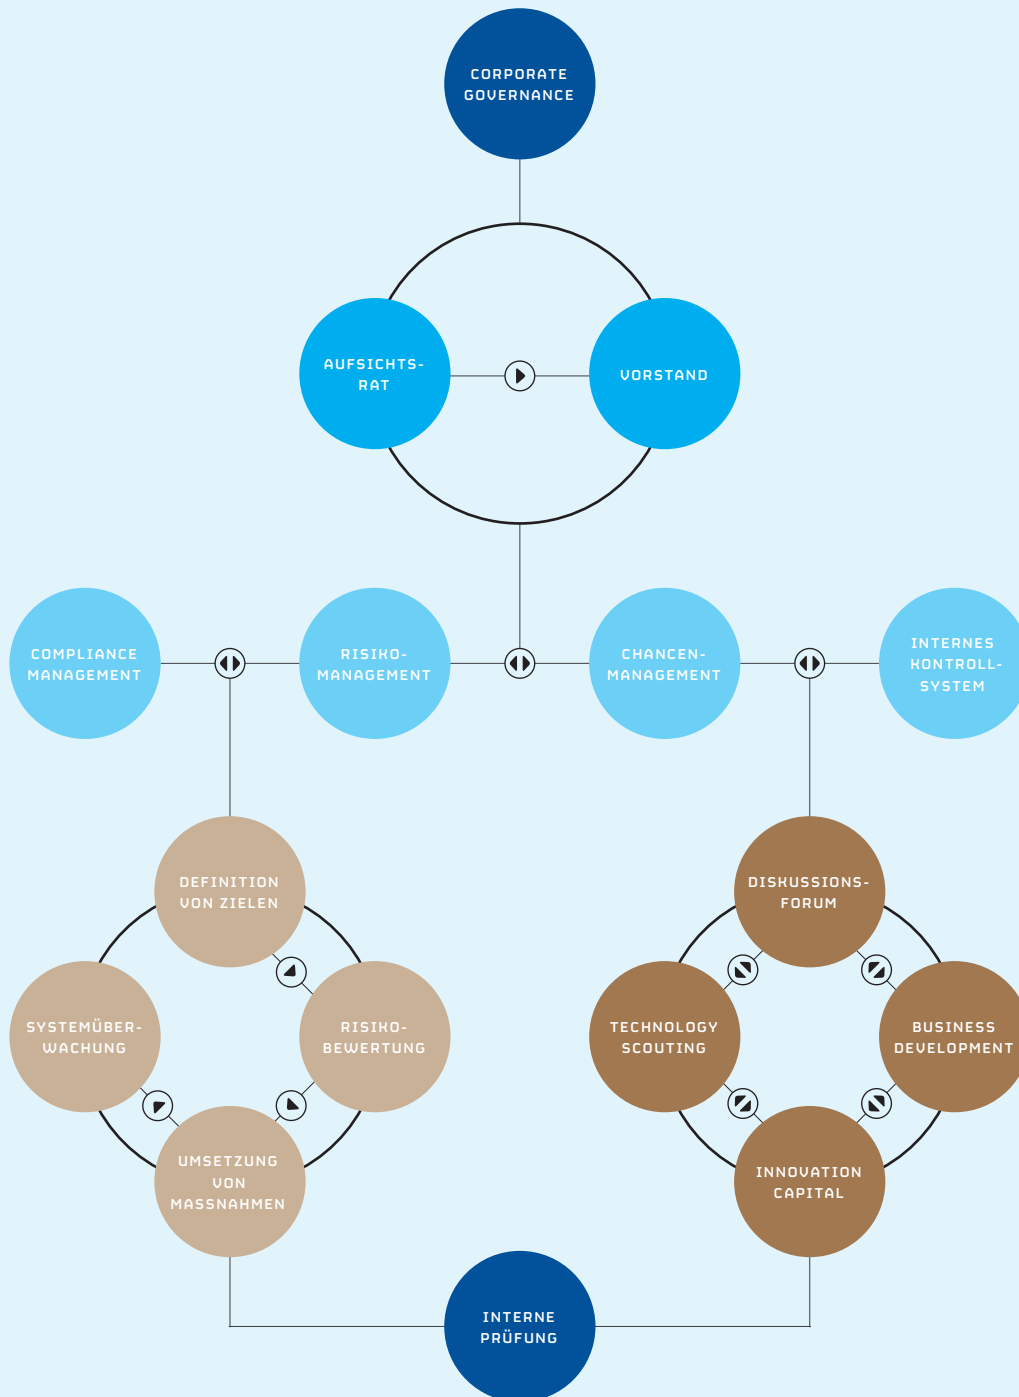 CORPORATE
GOVERNANCE
AUFSICHTS-
RAT
VORSTAND
COMPLIANCE
MANAGEMENT
RISIKO-
MANAGEMENT
CHANCEN-
MANAGEMENT
INTERNES
KONTROLL-
SYSTEM
DEFINITION
VON ZIELEN
DISKUSSIONS-
FORUM
SYSTEMÜBER-
WACHUNG
RISIKO-
BEWERTUNG
TECHNOLOGY
SCOUTING
BUSINESS
DEVELOPMENT
UMSETZUNG
VON
MASSNAHMEN
INNOVATION
CAPITAL
INTERNE
PRÜFUNG